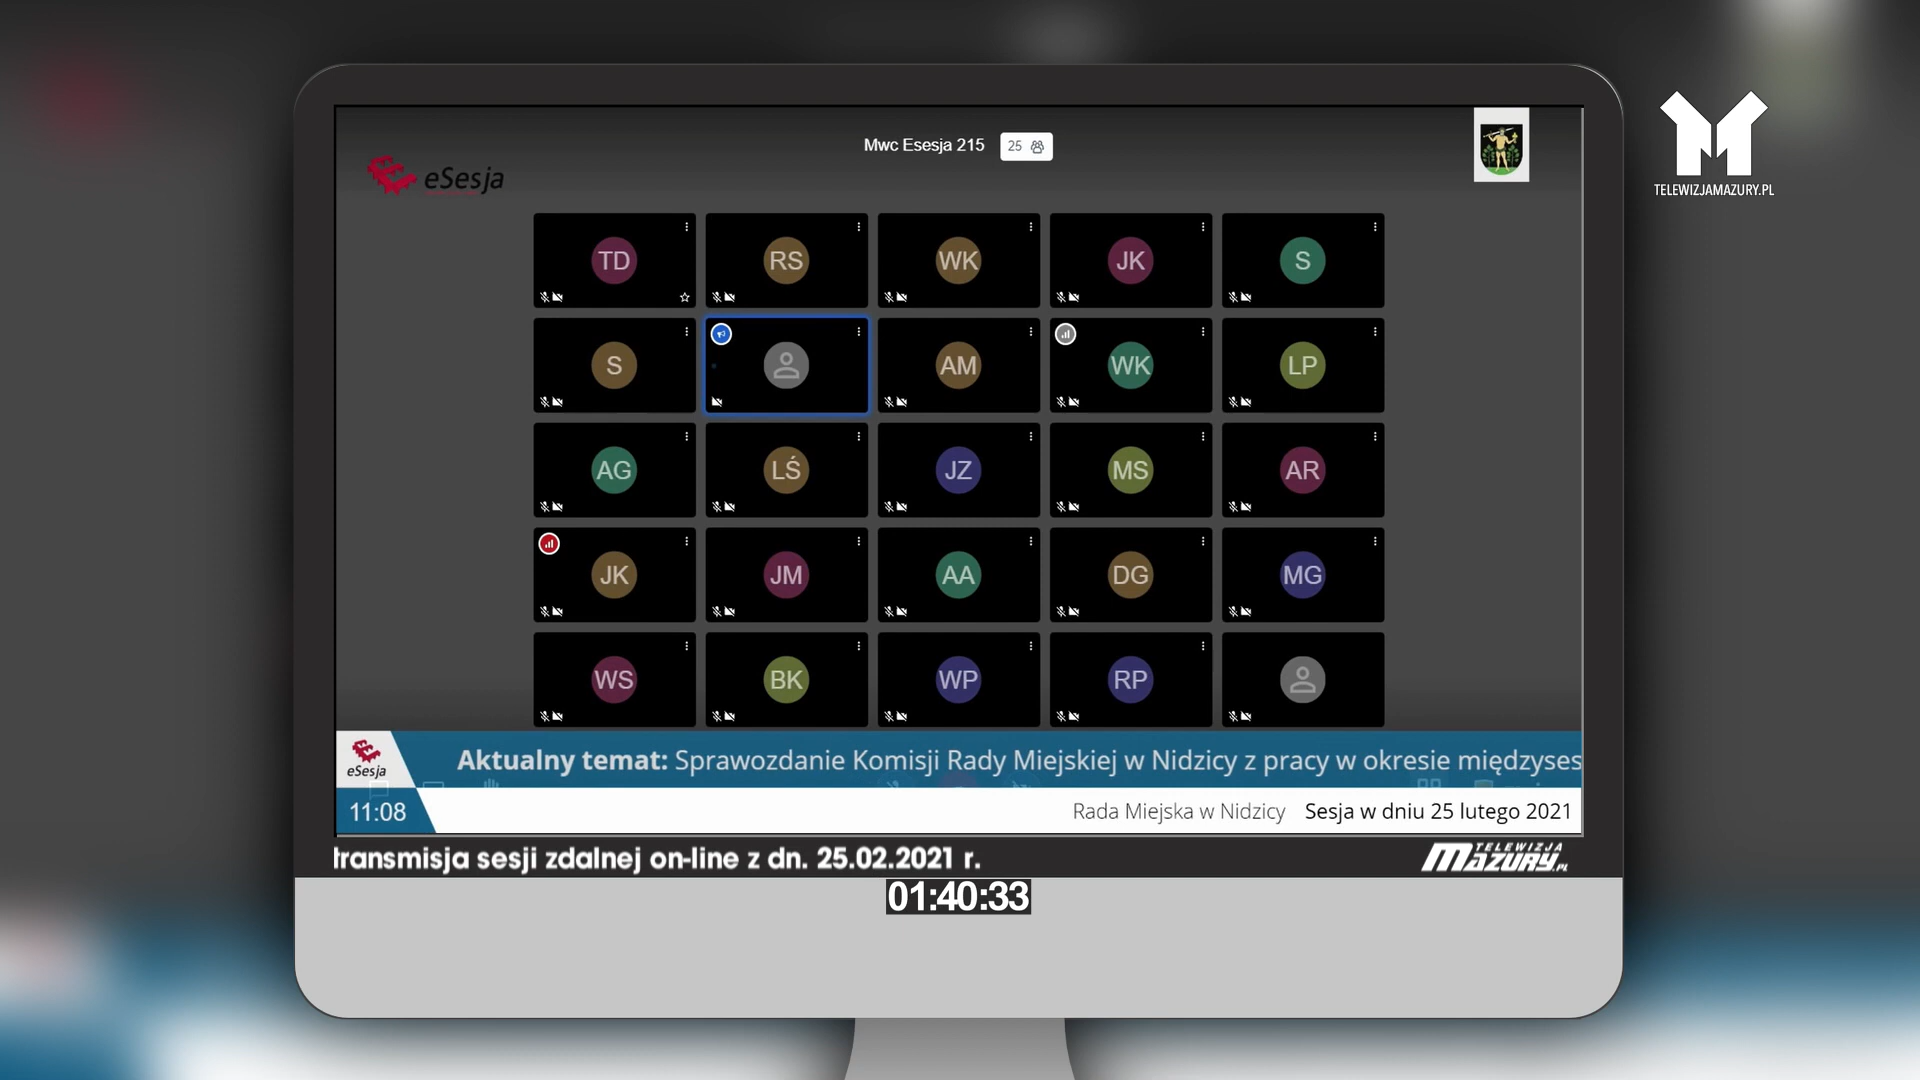 Mwc Esesja 215 25
eSesja
TELEWIZJAMAZURY.PL
TD RS WK JK S
S AM WK LP
AG LŚ JZ MS AR
JK JM AA DG MG
WS BK WP RP
eSesja
Aktualny temat: Sprawozdanie Komisji Rady Miejskiej w Nidzicy z pracy w okresie międzyses
11:08
Rada Miejska w Nidzicy Sesja w dniu 25 lutego 2021
transmisja sesji zdalnej on-line z dn. 25.02.2021 r.
TELEWIZJA
MAZURY.PL
01:40:33